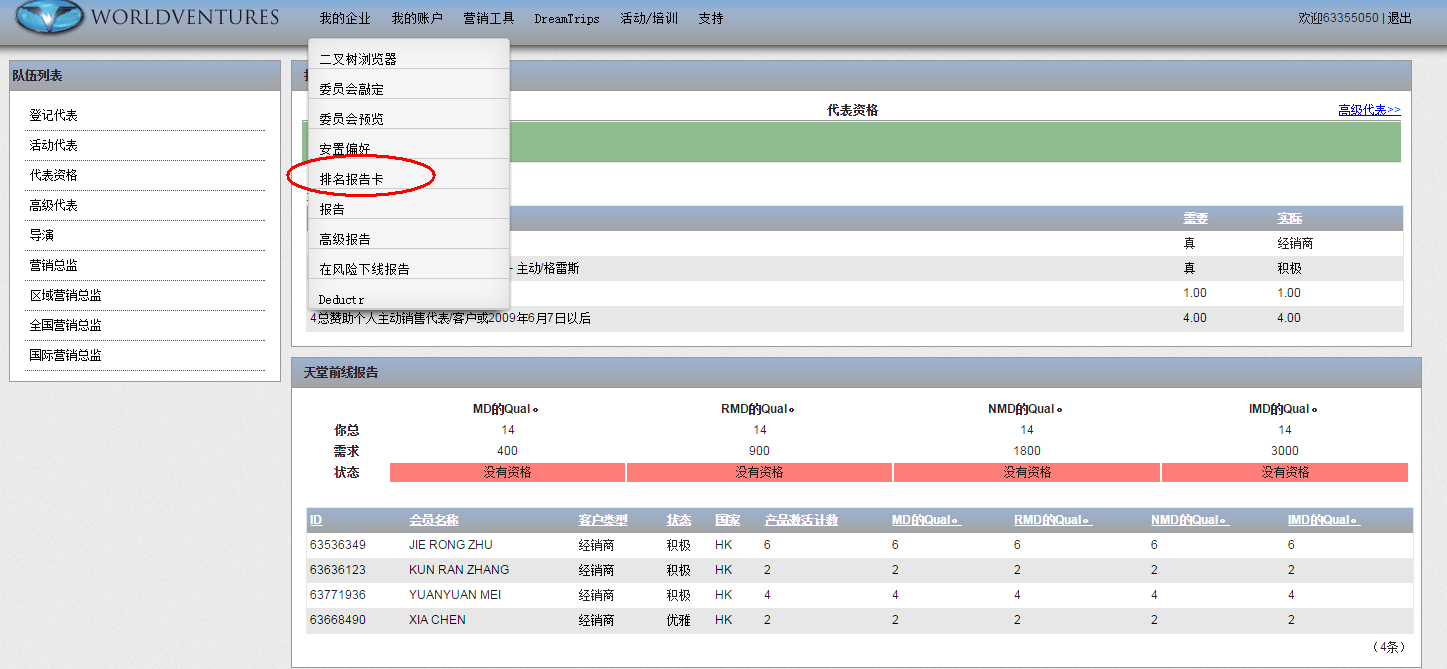 WORLDVENTURES 我的企业 我的账户 营销工具 DreamTrips 活动/培训 支持 欢迎63355050 | 退出
队伍列表
登记代表
活动代表
代表资格
高级代表
导演
营销总监
区域营销总监
全国营销总监
国际营销总监
二叉树浏览器
委员会敲定
委员会预览
安置偏好
排名报告卡
报告
高级报告
在风险下线报告
Deductr
代表资格 高级代表>>
需要 实际
真 经销商
- 主动/格雷斯 真 积极
1.00 1.00
4总赞助个人主动销售代表/客户或2009年6月7日以后 4.00 4.00
天堂前线报告
MD的Qual。 RMD的Qual。 NMD的Qual。 IMD的Qual。
你总 14 14 14 14
需求 400 900 1800 3000
状态 没有资格 没有资格 没有资格 没有资格
ID 会员名称 客户类型 状态 国家 产品激活计数 MD的Qual。 RMD的Qual。 NMD的Qual。 IMD的Qual。
63536349 JIE RONG ZHU 经销商 积极 HK 6 6 6 6 6
63636123 KUN RAN ZHANG 经销商 积极 HK 2 2 2 2 2
63771936 YUANYUAN MEI 经销商 积极 HK 4 4 4 4 4
63668490 XIA CHEN 经销商 优雅 HK 2 2 2 2 2
（4条）